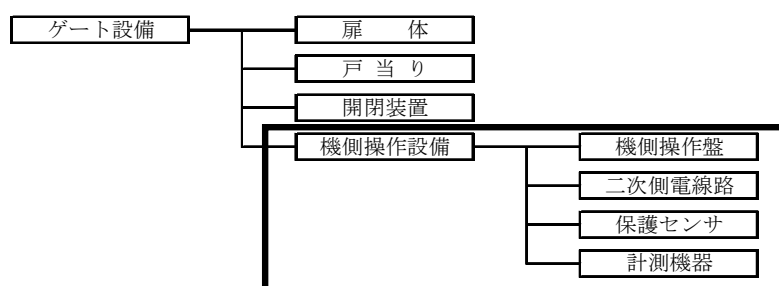 ゲート設備
扉　体
戸 当 り
開閉装置
機側操作設備
機側操作盤
二次側電線路
保護センサ
計測機器